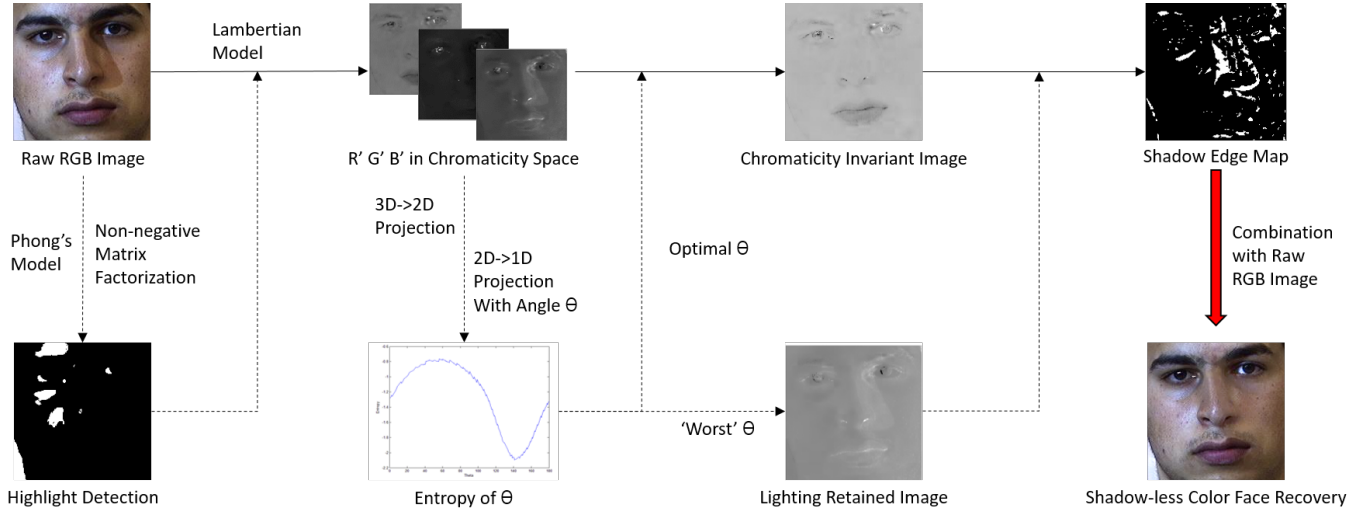 Lambertian
Model
Raw RGB Image
R’ G’ B’ in Chromaticity Space
Chromaticity Invariant Image
Shadow Edge Map
Phong’s
Model
Non-negative
Matrix
Factorization
3D->2D
Projection
2D->1D
Projection
With Angle Ɵ
Optimal Ɵ
Combination
with Raw
RGB Image
‘Worst’ Ɵ
Highlight Detection
Entropy of Ɵ
Lighting Retained Image
Shadow-less Color Face Recovery